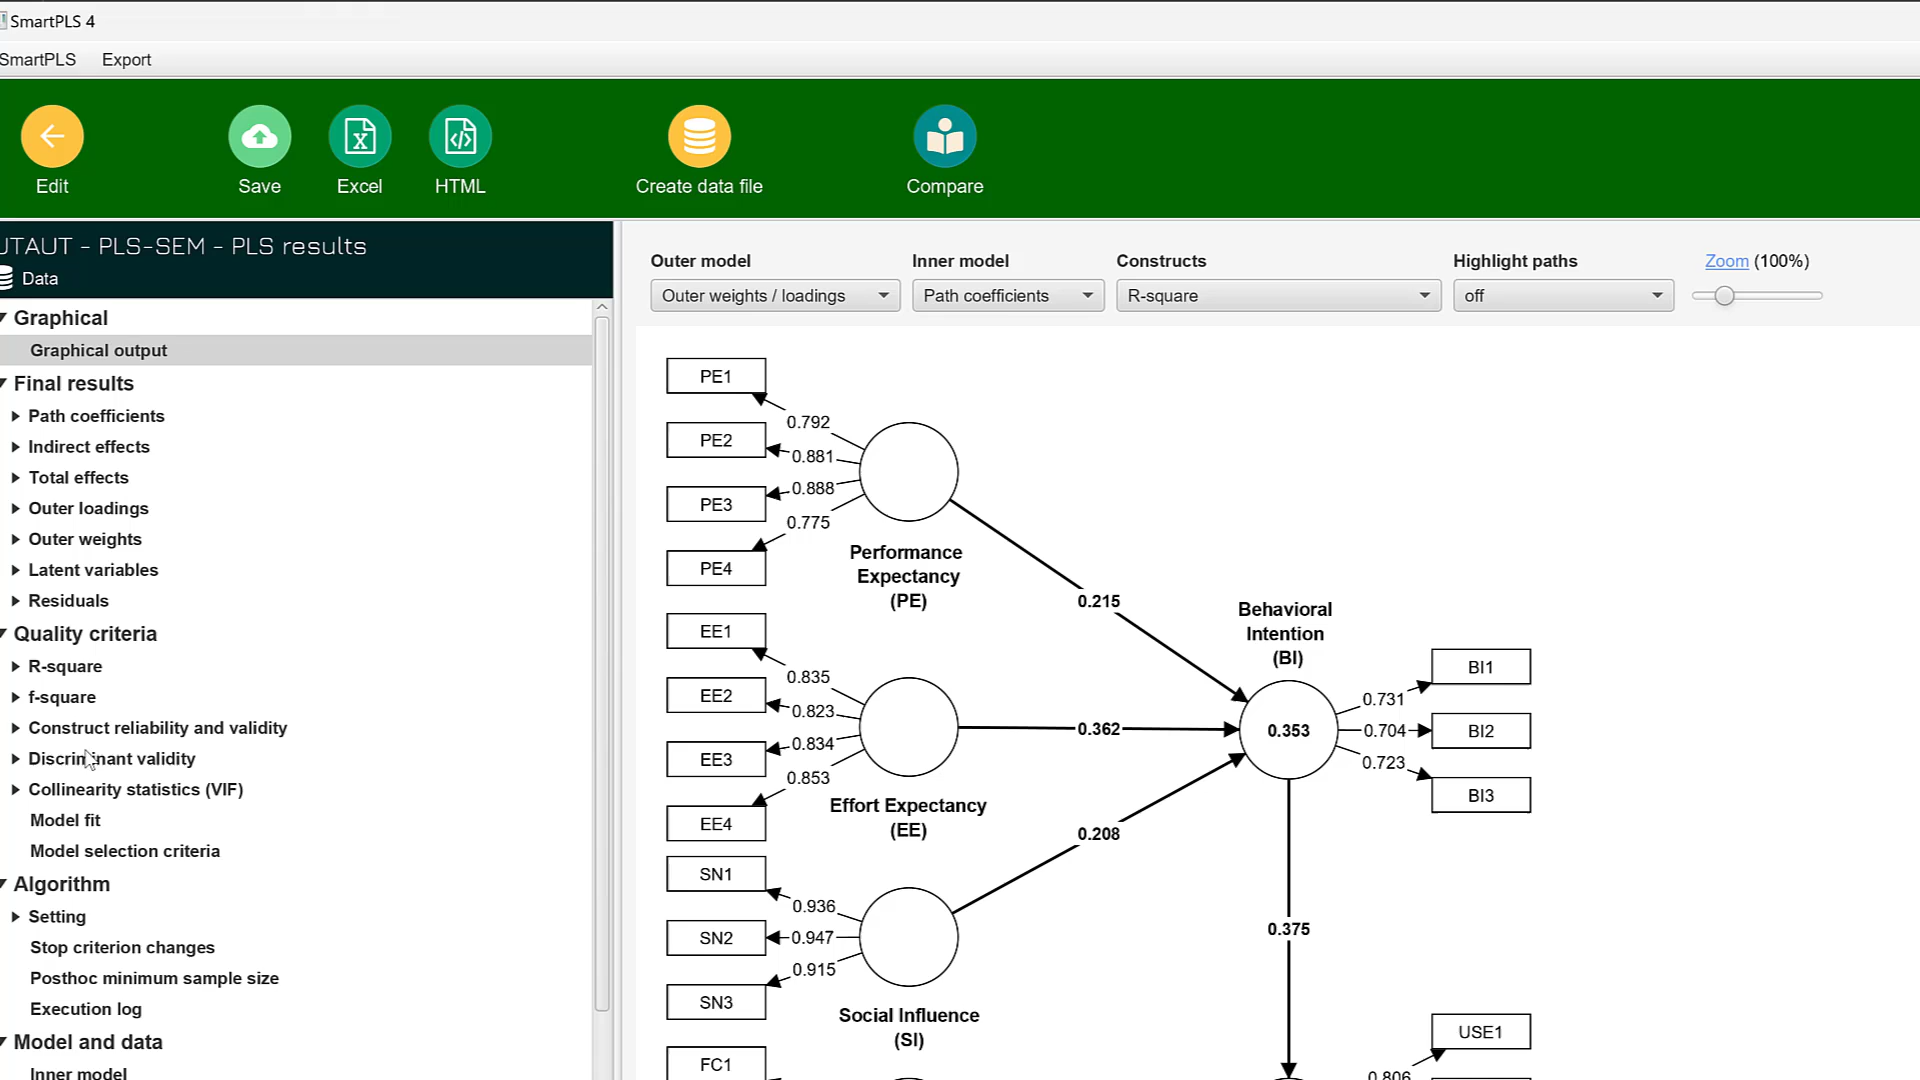 SmartPLS 4
SmartPLS Export
Edit Save Excel HTML Create data file Compare
UTAUT - PLS-SEM - PLS results
Data
Graphical
Graphical output
Final results
Path coefficients
Indirect effects
Total effects
Outer loadings
Outer weights
Latent variables
Residuals
Quality criteria
R-square
f-square
Construct reliability and validity
Discriminant validity
Collinearity statistics (VIF)
Model fit
Model selection criteria
Algorithm
Setting
Stop criterion changes
Posthoc minimum sample size
Execution log
Model and data
Inner model
Outer model Inner model Constructs Highlight paths Zoom (100%)
Outer weights / loadings Path coefficients R-square off
PE1
0.792
PE2
0.881
PE3
0.888
0.775
PE4
Performance
Expectancy
(PE)
0.215
EE1
0.835
EE2
0.823
EE3
0.834
0.853
EE4
Effort Expectancy
(EE)
0.362
Behavioral
Intention
(BI)
0.353
BI1
0.731
BI2
0.704
0.723
BI3
0.208
SN1
0.936
SN2
0.947
0.915
SN3
Social Influence
(SI)
0.375
FC1
USE1
0.806